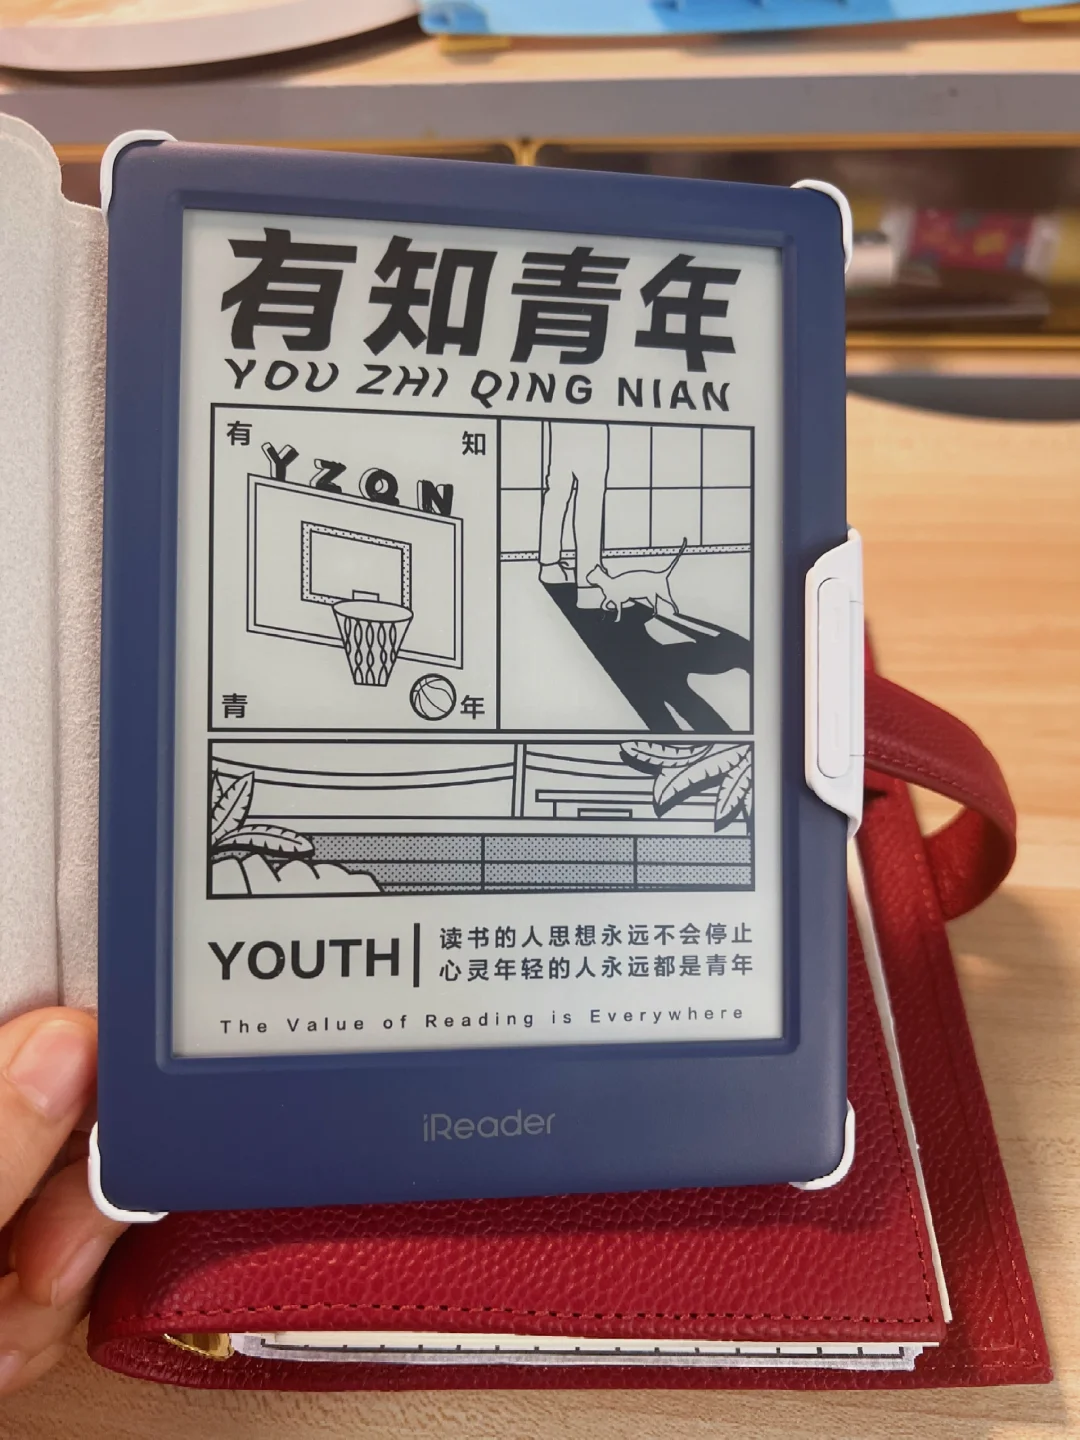 有知青年
YOU ZHI QING NIAN
有 知
YZQN
青 年
YOUTH
读书的人思想永远不会停止
心灵年轻的人永远都是青年
The Value of Reading is Everywhere
iReader